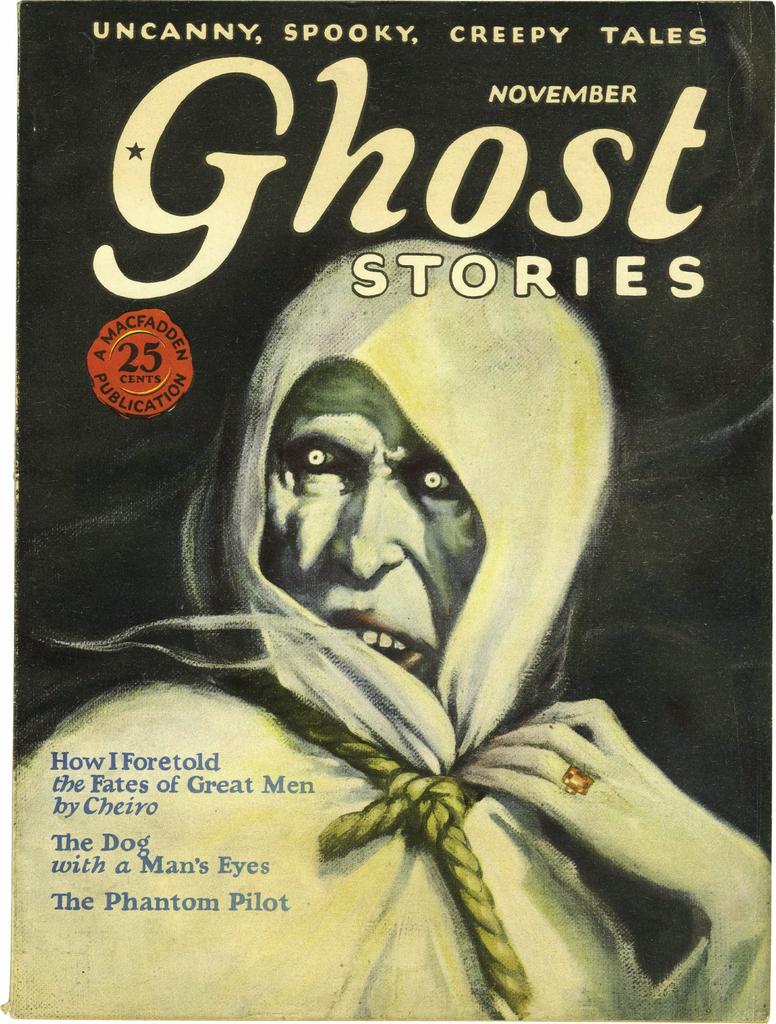 UNCANNY, SPOOKY, CREEPY TALES
NOVEMBER
Ghost
STORIES
A MACFADDEN
25
CENTS
PUBLICATION
How I Foretold
the Fates of Great Men
by Cheiro
The Dog
with a Man's Eyes
The Phantom Pilot